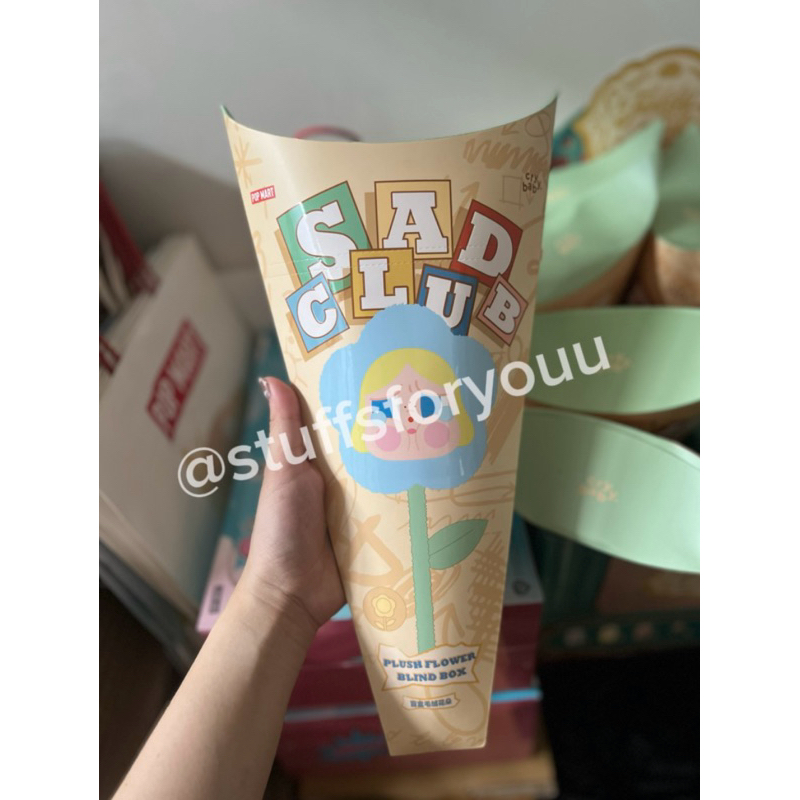 POP MART
cry
baby
SAD
CLUB
@stuffsforyouu
POP MART
PLUSH FLOWER
BLIND BOX